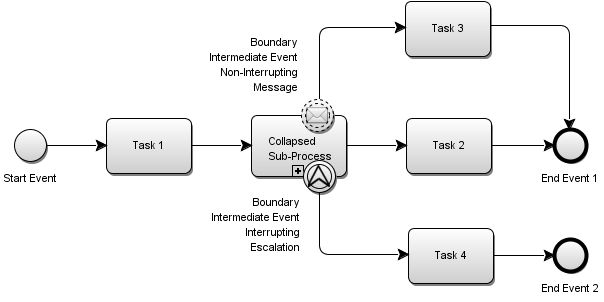 Task 3
Boundary
Intermediate Event
Non-Interrupting
Message
Task 1
Collapsed
Sub-Process
Task 2
Start Event
End Event 1
Boundary
Intermediate Event
Interrupting
Escalation
Task 4
End Event 2